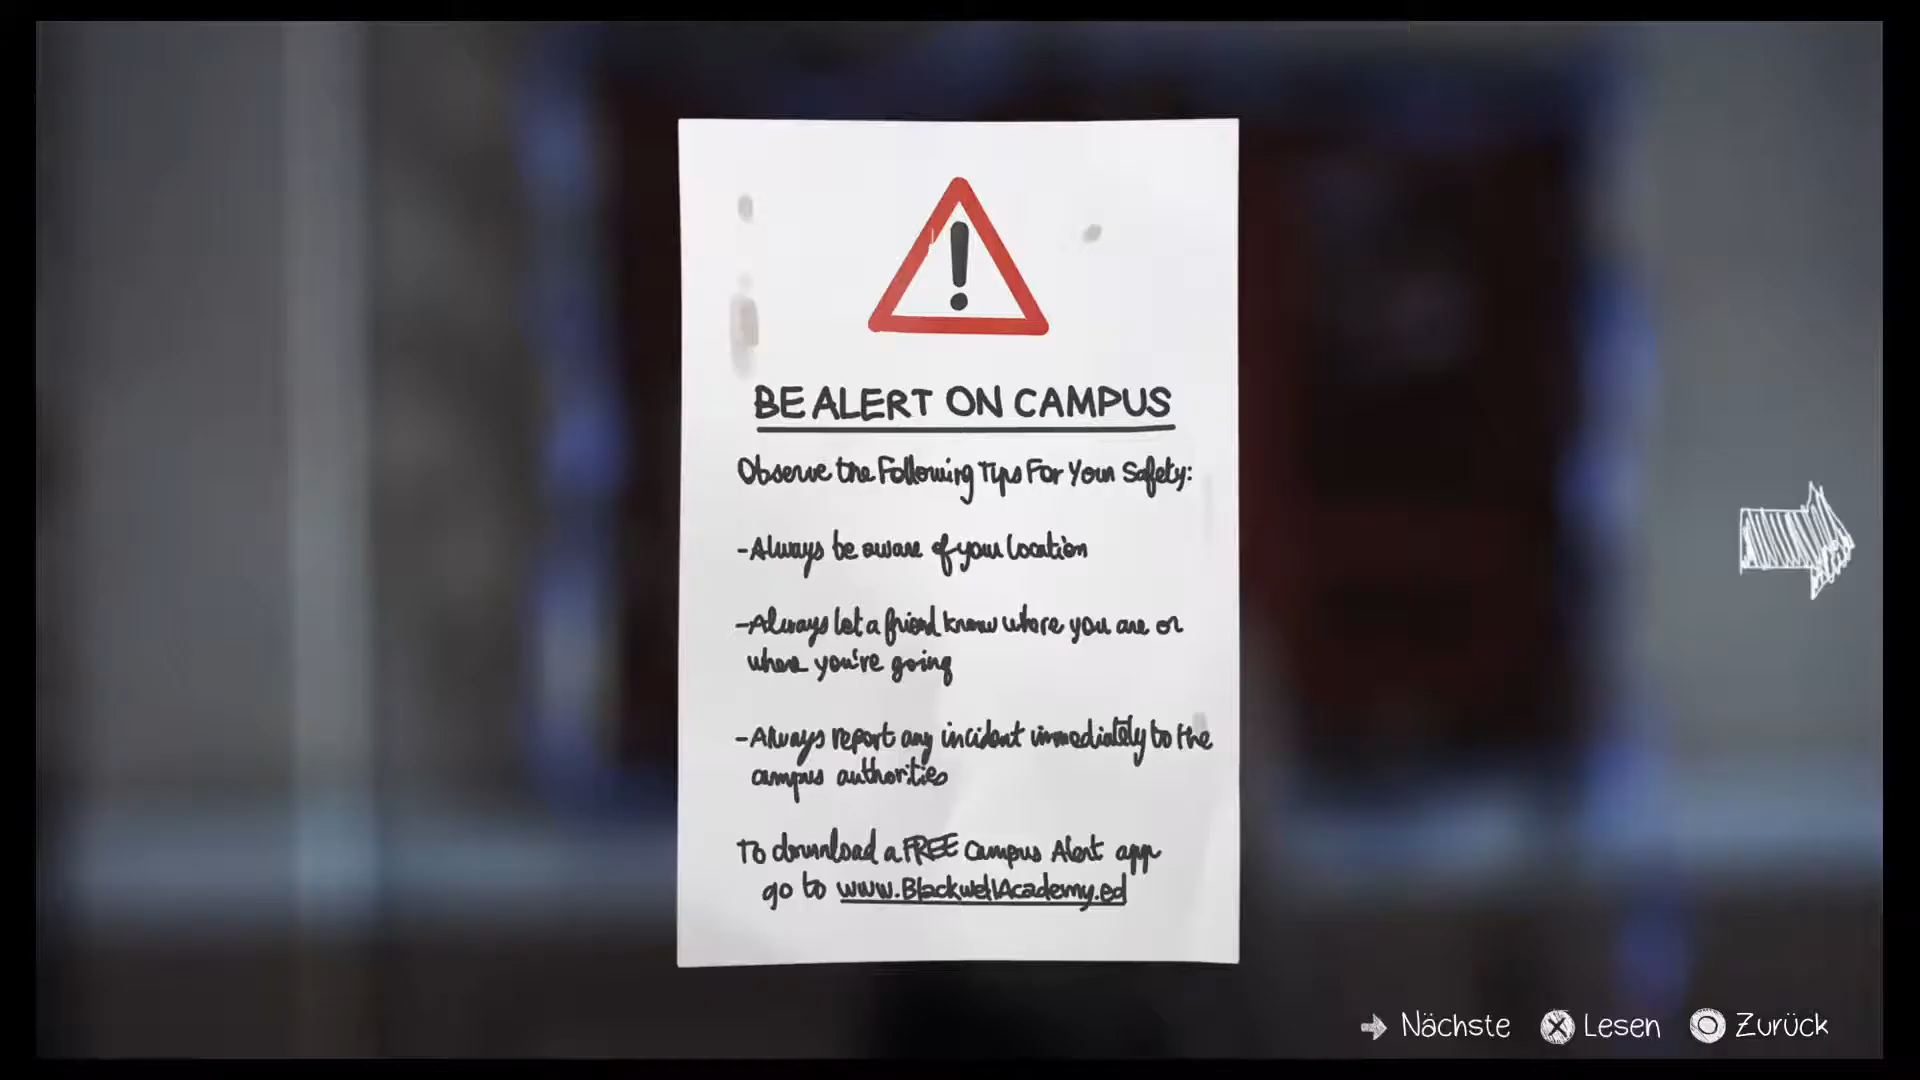 !
BE ALERT ON CAMPUS
Observe the Following Tips For Your Safety:
-Always be aware of your location
-Always let a friend know where you are or
where you're going
-Always report any incident immediately to the
campus authorities
To download a FREE Campus Alert app
go to www.BlackwellAcademy.ed
Nächste Lesen Zurück